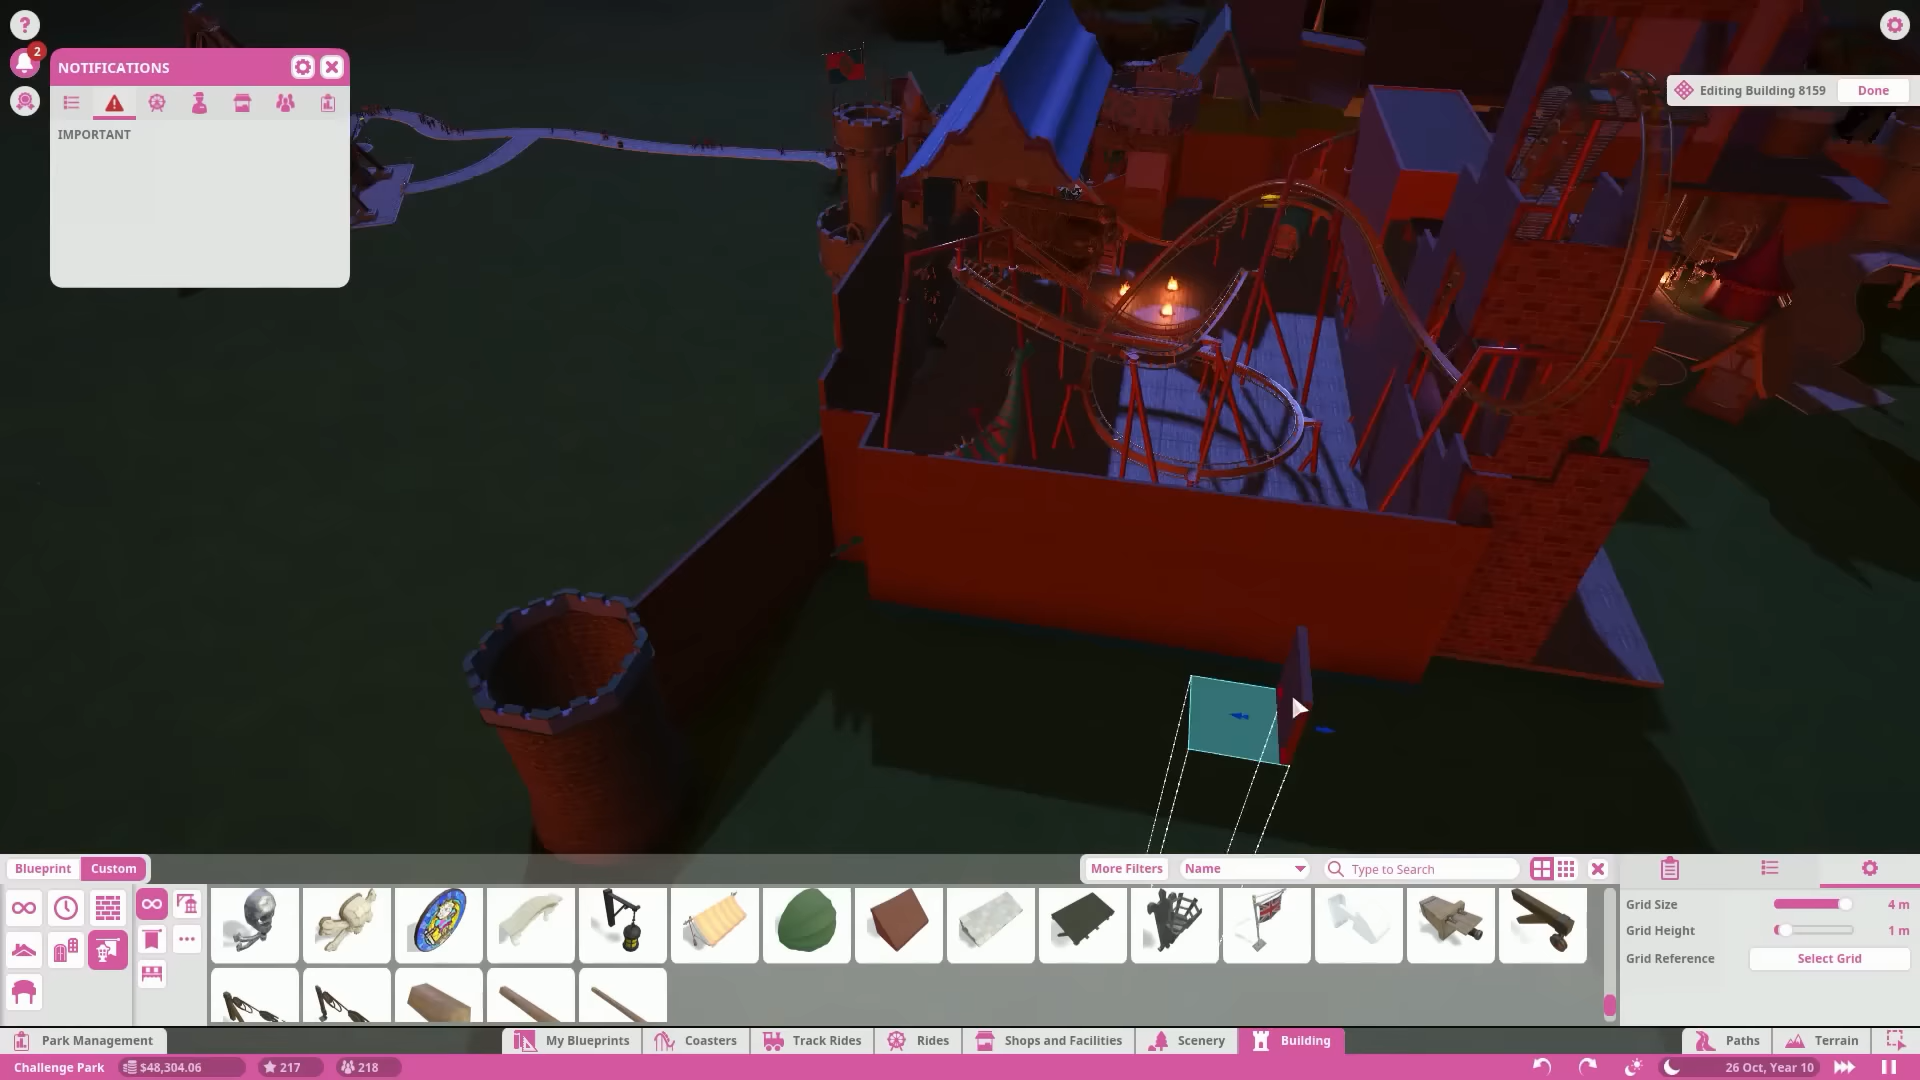 ?
2
NOTIFICATIONS
IMPORTANT
Editing Building 8159
Done
Blueprint
Custom
More Filters
Name
Type to Search
Grid Size
4 m
Grid Height
1 m
Grid Reference
Select Grid
Park Management
My Blueprints
Coasters
Track Rides
Rides
Shops and Facilities
Scenery
Building
Paths
Terrain
Challenge Park
$48,304.06
217
218
26 Oct, Year 10